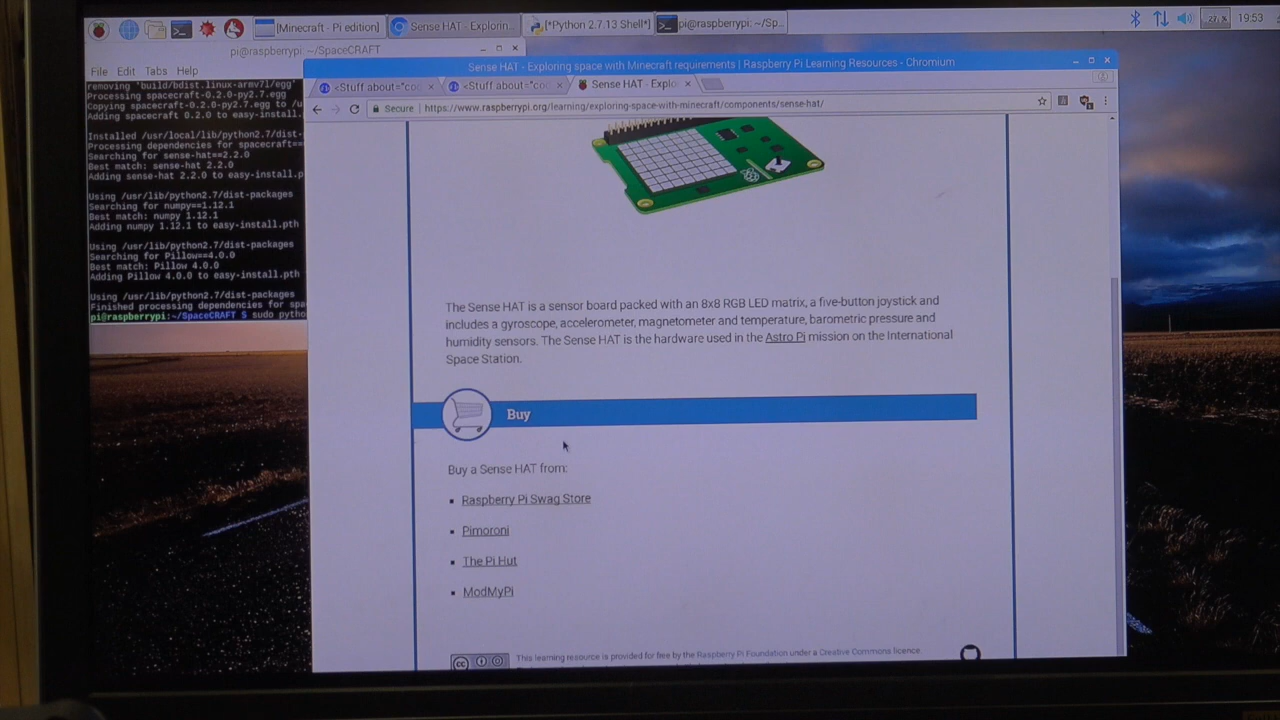 [Minecraft - Pi edition]
Sense HAT - Explorin...
[*Python 2.7.13 Shell*]
pi@raspberrypi: ~/Sp...
27 %
19:53
pi@raspberrypi: ~/SpaceCRAFT
File Edit Tabs Help
removing 'build/bdist.linux-armv7l/egg'
Processing spacecraft-0.2.0-py2.7.egg
Copying spacecraft-0.2.0-py2.7.egg to /u
Adding spacecraft 0.2.0 to easy-install.
Installed /usr/local/lib/python2.7/dist-
Processing dependencies for spacecraft==
Searching for sense-hat==2.2.0
Best match: sense-hat 2.2.0
Adding sense-hat 2.2.0 to easy-install.p
Using /usr/lib/python2.7/dist-packages
Searching for numpy==1.12.1
Best match: numpy 1.12.1
Adding numpy 1.12.1 to easy-install.pth
Using /usr/lib/python2.7/dist-packages
Searching for Pillow==4.0.0
Best match: Pillow 4.0.0
Adding Pillow 4.0.0 to easy-install.pth
Using /usr/lib/python2.7/dist-packages
Finished processing dependencies for spa
pi@raspberrypi:~/SpaceCRAFT $ sudo pytho
Sense HAT - Exploring space with Minecraft requirements | Raspberry Pi Learning Resources - Chromium
<Stuff about="co
<Stuff about="co
Sense HAT - Explo
Secure
https://www.raspberrypi.org/learning/exploring-space-with-minecraft/components/sense-hat/
The Sense HAT is a sensor board packed with an 8x8 RGB LED matrix, a five-button joystick and
includes a gyroscope, accelerometer, magnetometer and temperature, barometric pressure and
humidity sensors. The Sense HAT is the hardware used in the Astro Pi mission on the International
Space Station.
Buy
Buy a Sense HAT from:
Raspberry Pi Swag Store
Pimoroni
The Pi Hut
ModMyPi
cc
This learning resource is provided for free by the Raspberry Pi Foundation under a Creative Commons licence.